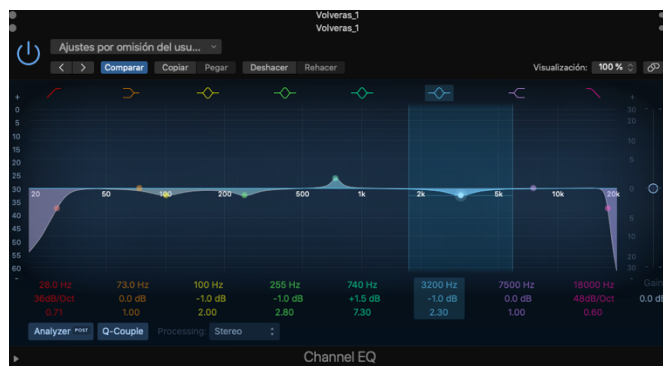 Volveras_1
Volveras_1
Ajustes por omisión del usu...
Comparar Copiar Pegar Deshacer Rehacer Visualización: 100 %
+ +
0 30
5 20
10 10
15
20 5
25
30 20 50 100 200 500 1k 2k 5k 10k 20k 0
35
40 5
45
50 10
55 20
60 30
- -
28.0 Hz 73.0 Hz 100 Hz 255 Hz 740 Hz 3200 Hz 7500 Hz 16000 Hz Gain
36dB/Oct 0.0 dB -1.0 dB -1.0 dB +1.5 dB -1.0 dB 0.0 dB 48dB/Oct 0.0 dB
0.71 1.00 2.00 2.80 7.30 2.30 1.00 0.60
Analyzer POST Q-Couple Processing: Stereo
Channel EQ